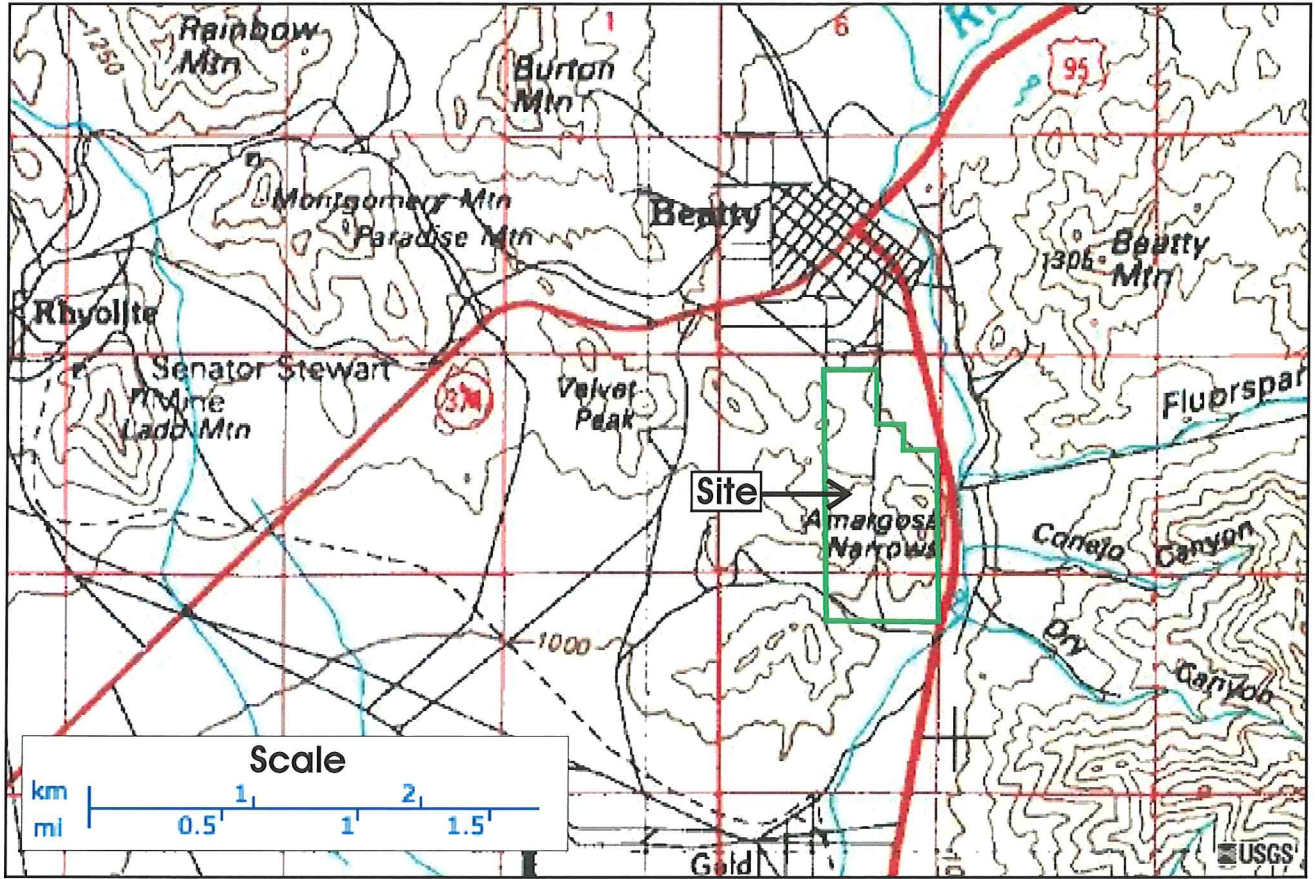 Rainbow
Mtn
1250
1
6
Burton
Mtn
95
Montgomery Mtn
Paradise Mtn
Beatty
1305
Beatty
Mtn
Rhyolite
Senator Stewart
Mine
Ladd Mtn
374
Velvet
Peak
Fluorspar
Site
Amargosa
Narrows
Conejo Canyon
Dry
Canyon
1000
Scale
km 1 2
mi 0.5 1 1.5
Gold
USGS